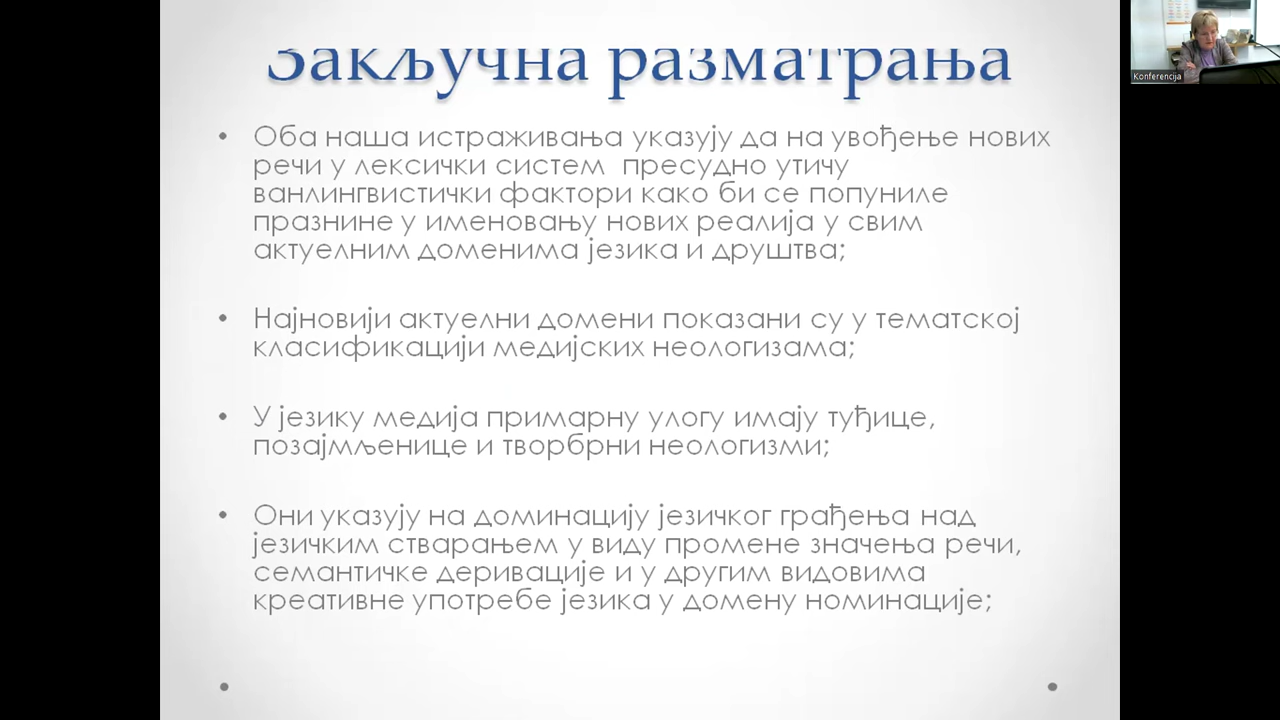 Закључна разматрања
• Оба наша истраживања указују да на увођење нових
речи у лексички систем пресудно утичу
ванлингвистички фактори како би се попуниле
празнине у именовању нових реалија у свим
актуелним доменима језика и друштва;
• Најновији актуелни домени показани су у тематској
класификацији медијских неологизама;
• У језику медија примарну улогу имају туђице,
позајмљенице и творбрни неологизми;
• Они указују на доминацију језичког грађења над
језичким стварањем у виду промене значења речи,
семантичке деривације и у другим видовима
креативне употребе језика у домену номинације;
Konferencija